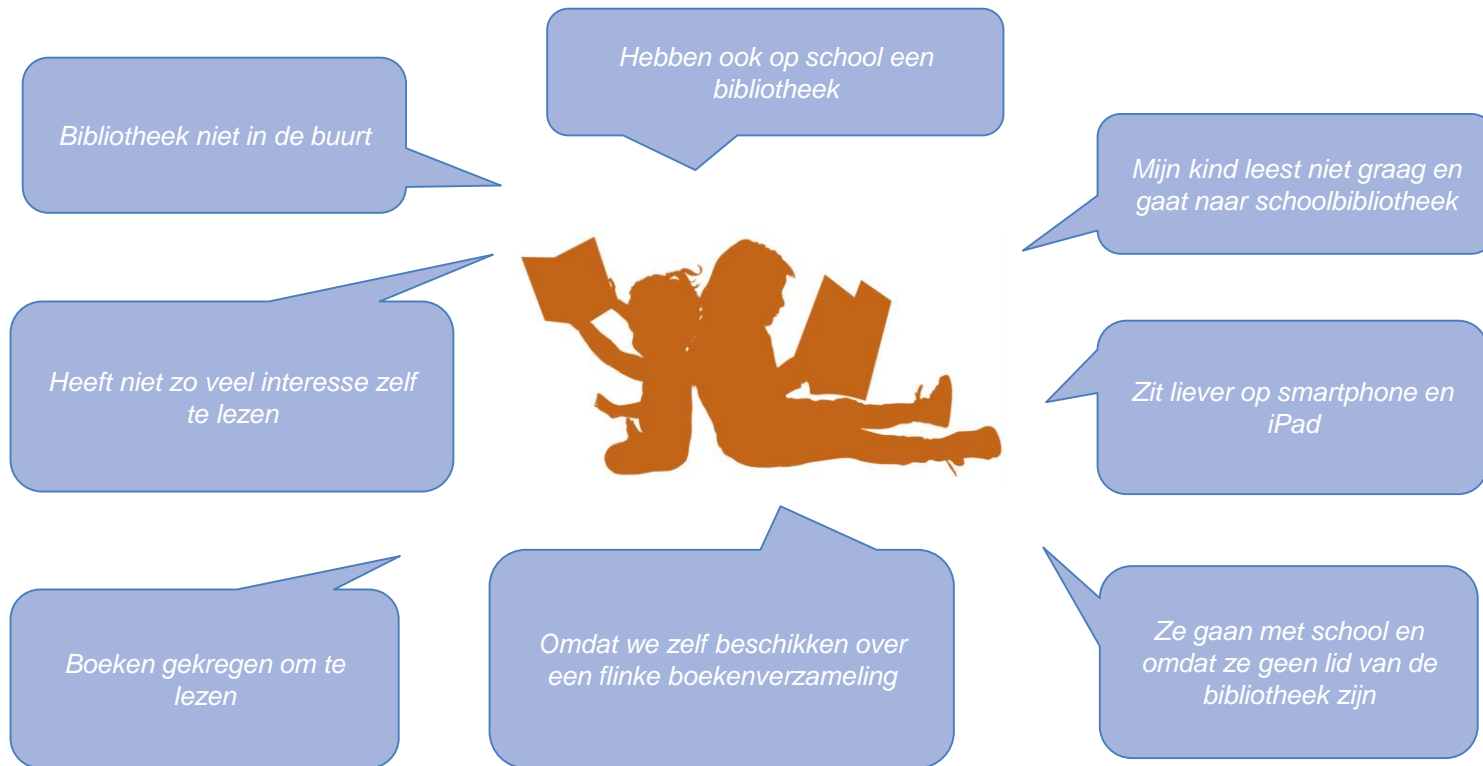 Hebben ook op school een
bibliotheek
Bibliotheek niet in de buurt
Mijn kind leest niet graag en
gaat naar schoolbibliotheek
Heeft niet zo veel interesse zelf
te lezen
Zit liever op smartphone en
iPad
Boeken gekregen om te
lezen
Omdat we zelf beschikken over
een flinke boekenverzameling
Ze gaan met school en
omdat ze geen lid van de
bibliotheek zijn